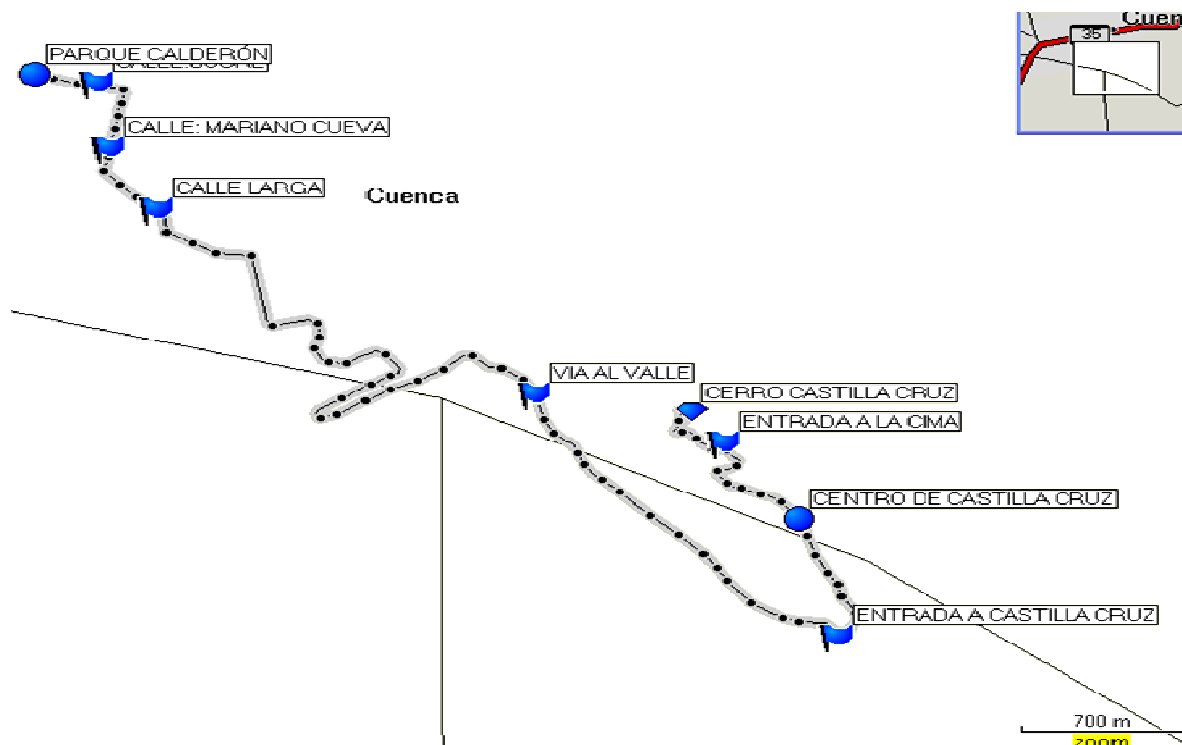 Cuen
35
PARQUE CALDERÓN
CALLE: MARIANO CUEVA
CALLE LARGA
Cuenca
VIA AL VALLE
CERRO CASTILLA CRUZ
ENTRADA A LA CIMA
CENTRO DE CASTILLA CRUZ
ENTRADA A CASTILLA CRUZ
700 m
zoom